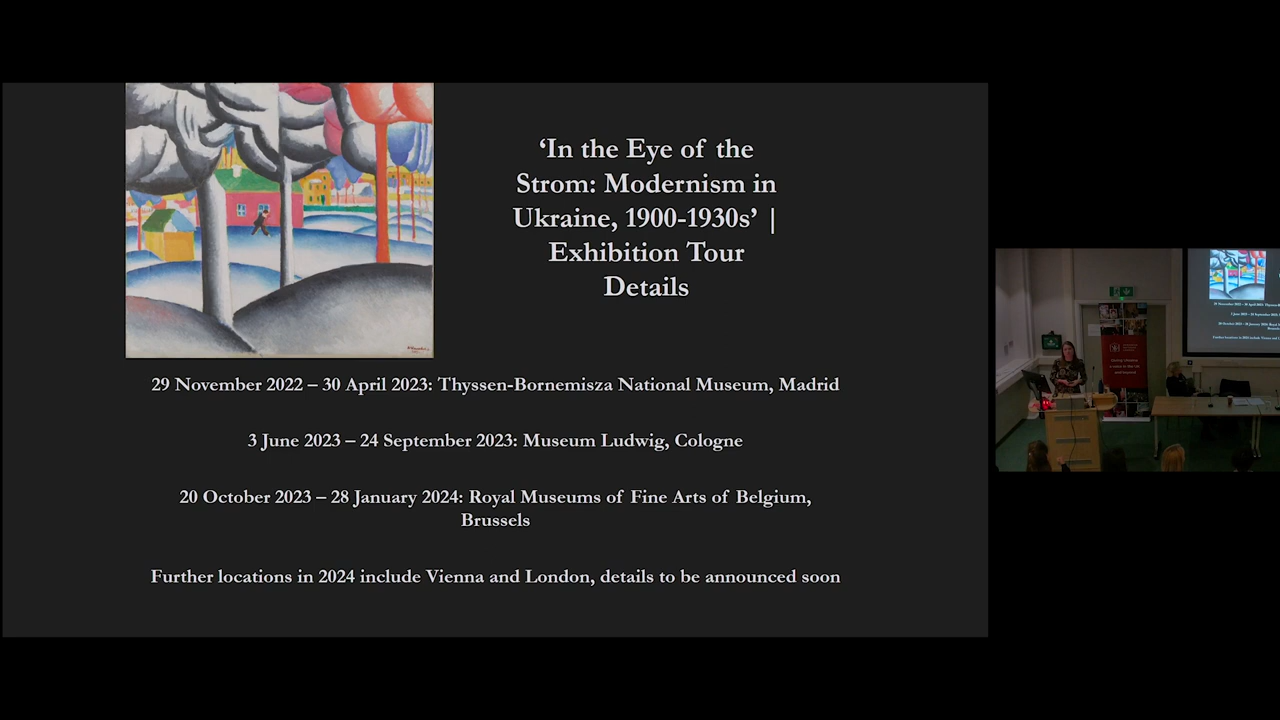 ‘In the Eye of the
Strom: Modernism in
Ukraine, 1900-1930s’ |
Exhibition Tour
Details
29 November 2022 – 30 April 2023: Thyssen-Bornemisza National Museum, Madrid
3 June 2023 – 24 September 2023: Museum Ludwig, Cologne
20 October 2023 – 28 January 2024: Royal Museums of Fine Arts of Belgium,
Brussels
Further locations in 2024 include Vienna and London, details to be announced soon